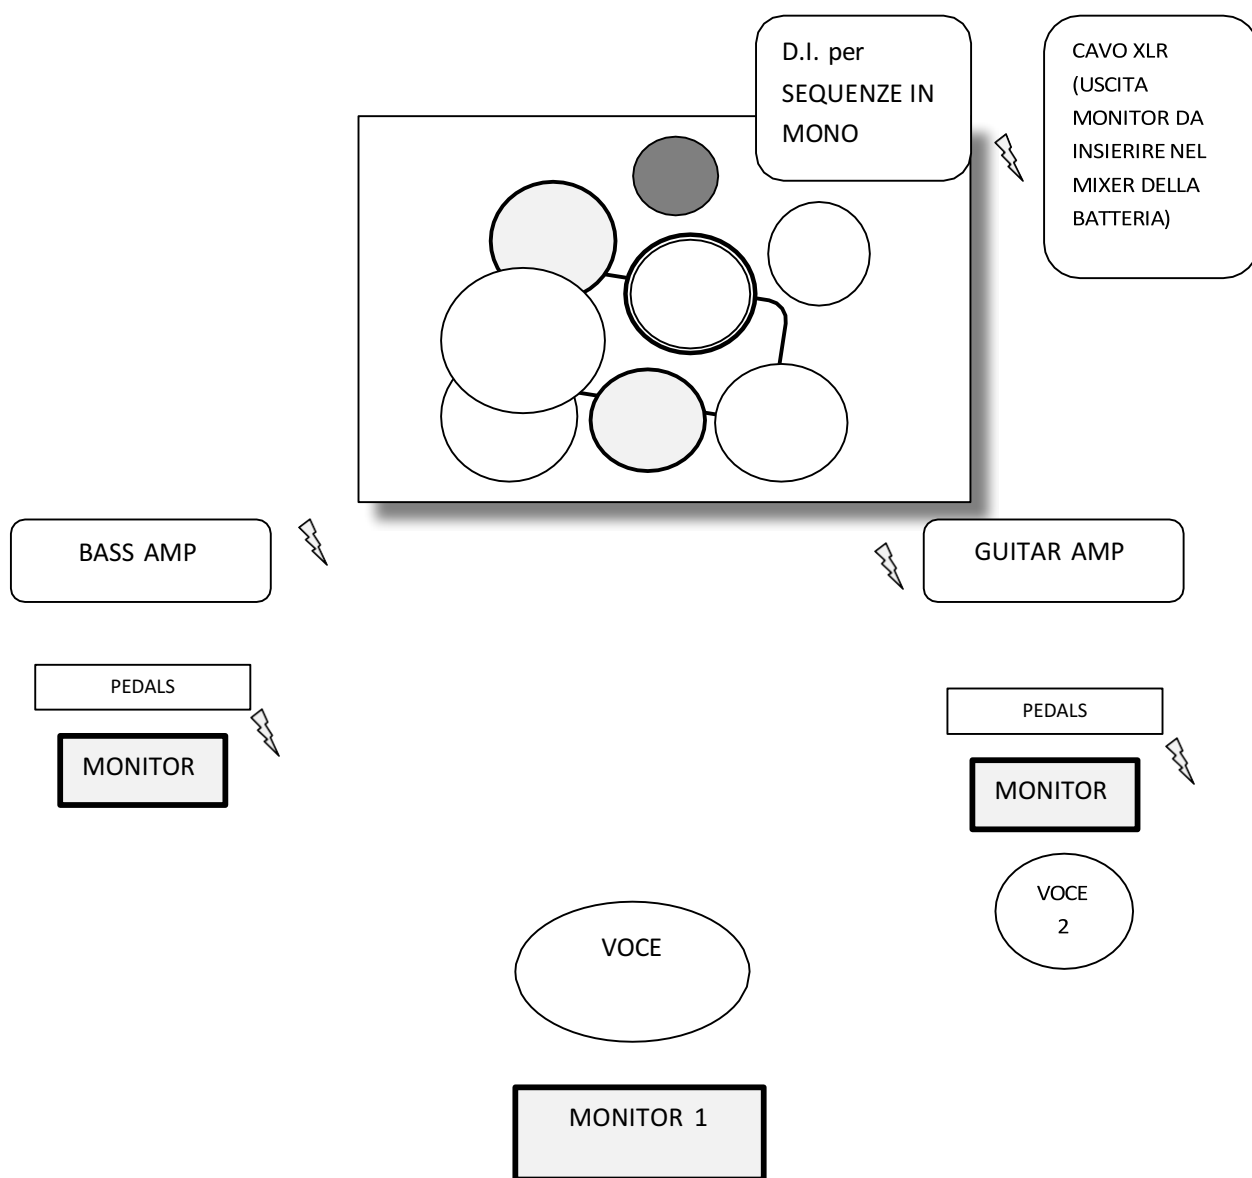 D.I. per
SEQUENZE IN
MONO
CAVO XLR
(USCITA
MONITOR DA
INSIERIRE NEL
MIXER DELLA
BATTERIA)
BASS AMP
GUITAR AMP
PEDALS
PEDALS
MONITOR
MONITOR
VOCE
2
VOCE
MONITOR 1